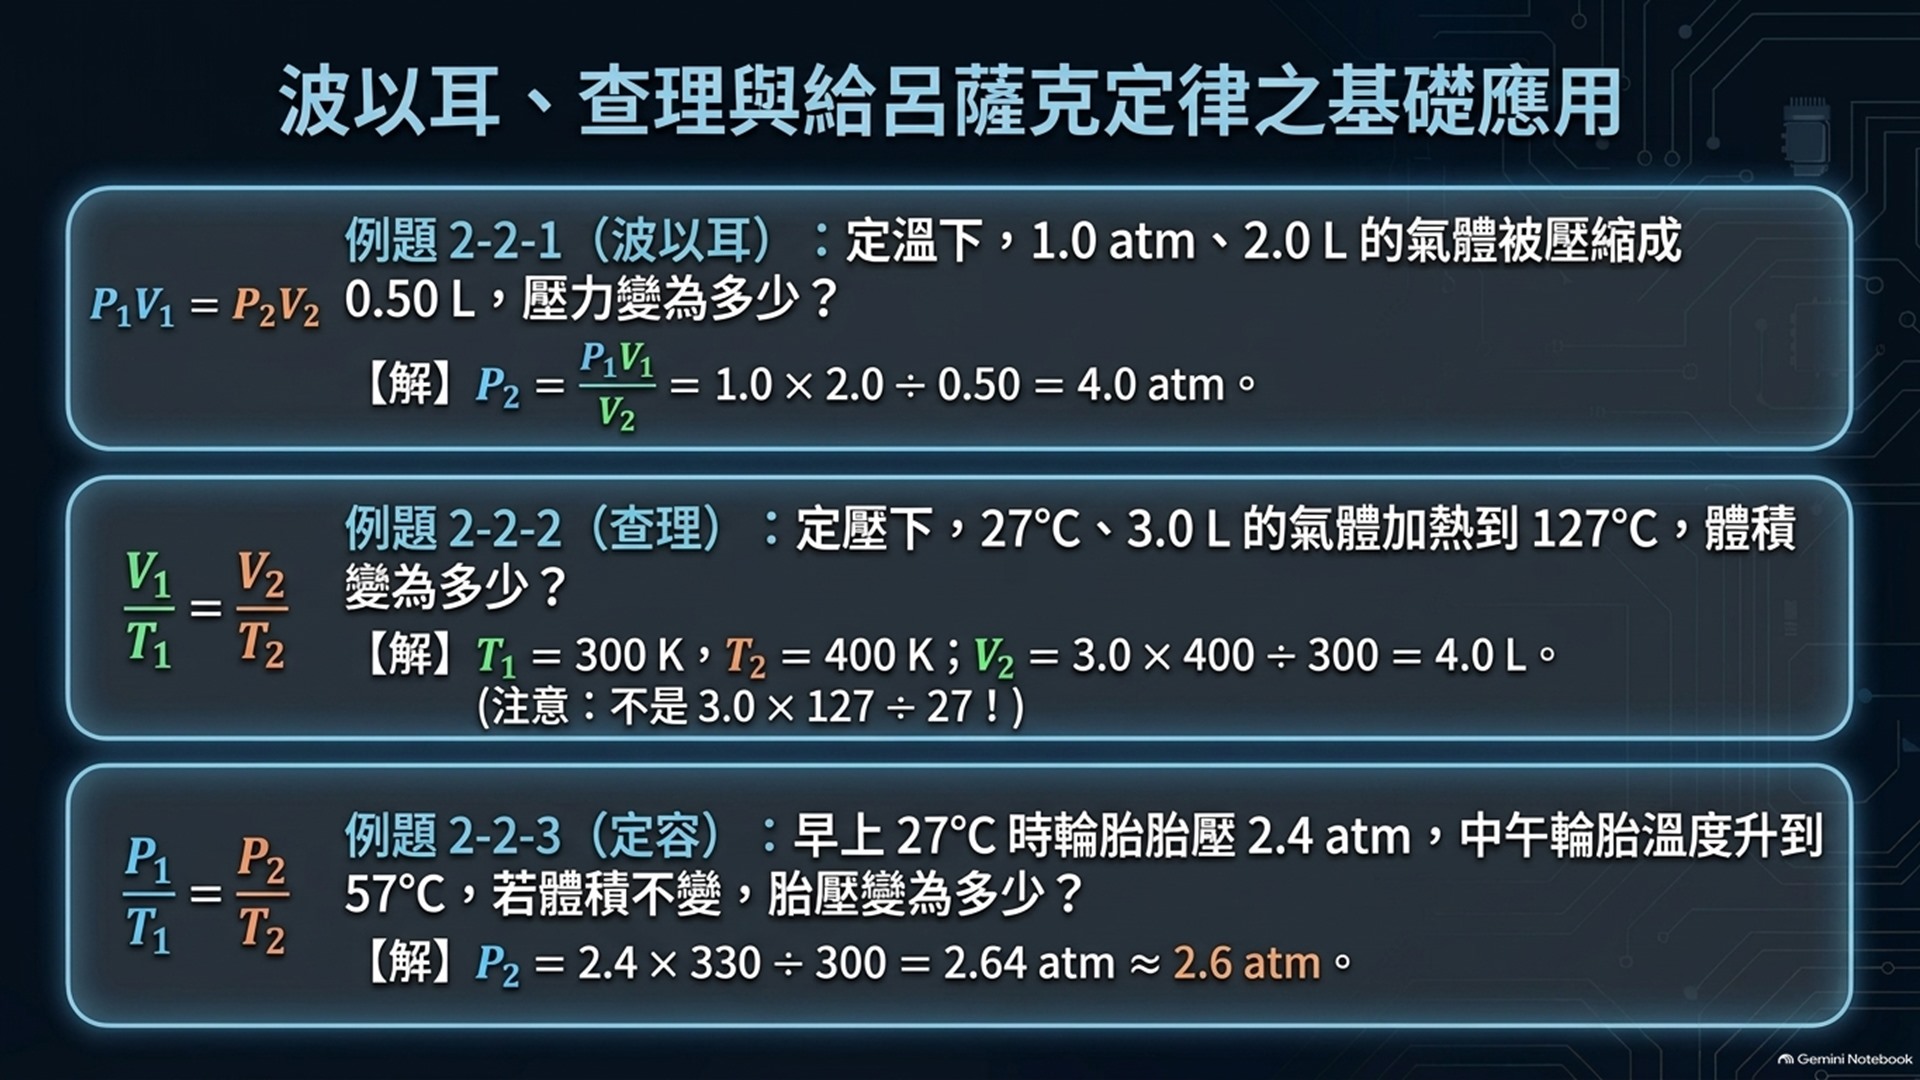 波以耳、查理與給呂薩克定律之基礎應用
例題 2-2-1（波以耳）：定溫下，1.0 atm、2.0 L 的氣體被壓縮成
P₁V₁ = P₂V₂
0.50 L，壓力變為多少？
【解】P₂ = P₁V₁/V₂ = 1.0 × 2.0 ÷ 0.50 = 4.0 atm。
例題 2-2-2（查理）：定壓下，27°C、3.0 L 的氣體加熱到 127°C，體積
變為多少？
V₁/T₁ = V₂/T₂
【解】T₁ = 300 K，T₂ = 400 K；V₂ = 3.0 × 400 ÷ 300 = 4.0 L。
(注意：不是 3.0 × 127 ÷ 27！)
例題 2-2-3（定容）：早上 27°C 時輪胎胎壓 2.4 atm，中午輪胎溫度升到
57°C，若體積不變，胎壓變為多少？
P₁/T₁ = P₂/T₂
【解】P₂ = 2.4 × 330 ÷ 300 = 2.64 atm ≈ 2.6 atm。
Gemini Notebook